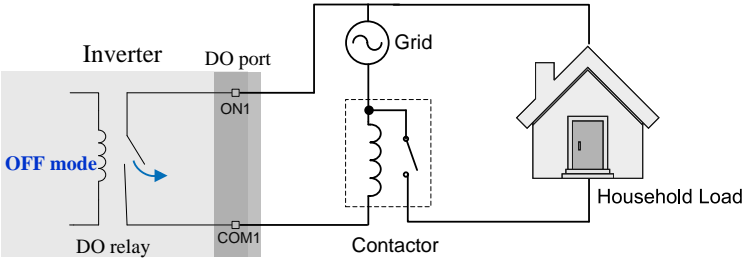 Inverter
DO port
Grid
ON1
OFF mode
Household Load
COM1
DO relay
Contactor